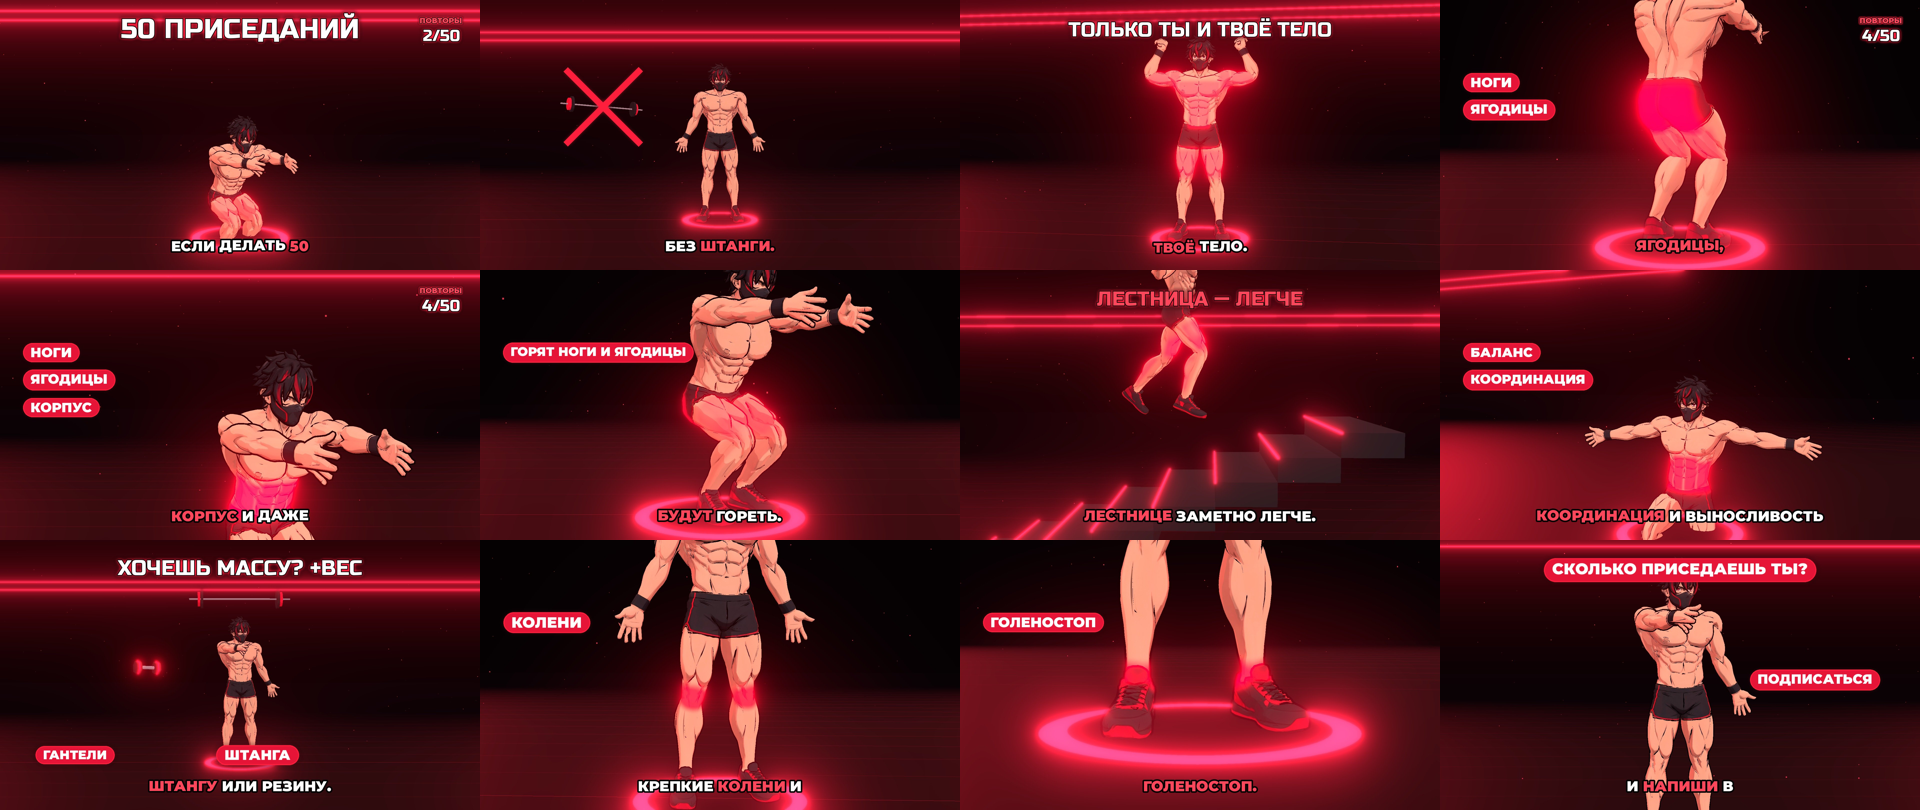 50 ПРИСЕДАНИЙ
ПОВТОРЫ
2/50
ЕСЛИ ДЕЛАТЬ 50
БЕЗ ШТАНГИ.
ТОЛЬКО ТЫ И ТВОЁ ТЕЛО
ТВОЁ ТЕЛО.
ПОВТОРЫ
4/50
НОГИ
ЯГОДИЦЫ
ЯГОДИЦЫ,
ПОВТОРЫ
4/50
НОГИ
ЯГОДИЦЫ
КОРПУС
КОРПУС И ДАЖЕ
ГОРЯТ НОГИ И ЯГОДИЦЫ
БУДУТ ГОРЕТЬ.
ЛЕСТНИЦА — ЛЕГЧЕ
ЛЕСТНИЦЕ ЗАМЕТНО ЛЕГЧЕ.
БАЛАНС
КООРДИНАЦИЯ
КООРДИНАЦИЯ И ВЫНОСЛИВОСТЬ
ХОЧЕШЬ МАССУ? +ВЕС
ГАНТЕЛИ
ШТАНГА
ШТАНГУ ИЛИ РЕЗИНУ.
КОЛЕНИ
КРЕПКИЕ КОЛЕНИ И
ГОЛЕНОСТОП
ГОЛЕНОСТОП.
СКОЛЬКО ПРИСЕДАЕШЬ ТЫ?
ПОДПИСАТЬСЯ
И НАПИШИ В